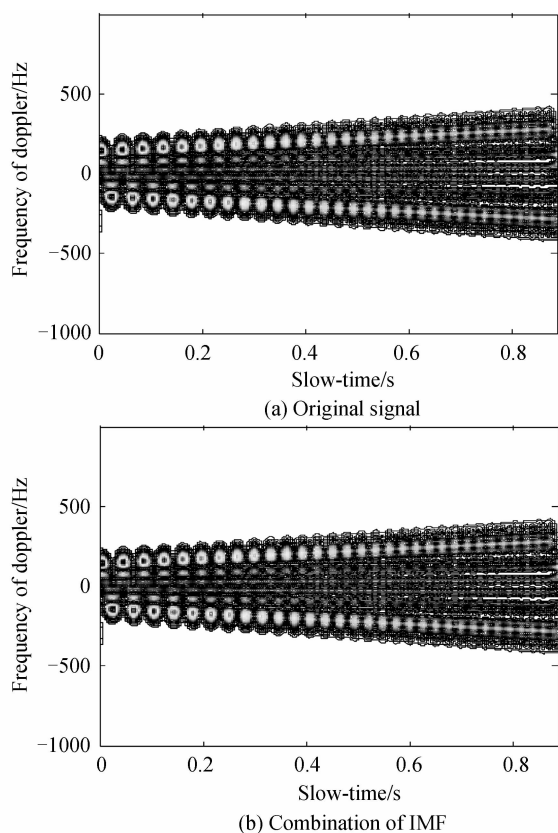 500
0
−500
−1000
Frequency of doppler/Hz
0 0.2 0.4 0.6 0.8
Slow-time/s
(a) Original signal
500
0
−500
−1000
Frequency of doppler/Hz
0 0.2 0.4 0.6 0.8
Slow-time/s
(b) Combination of IMF